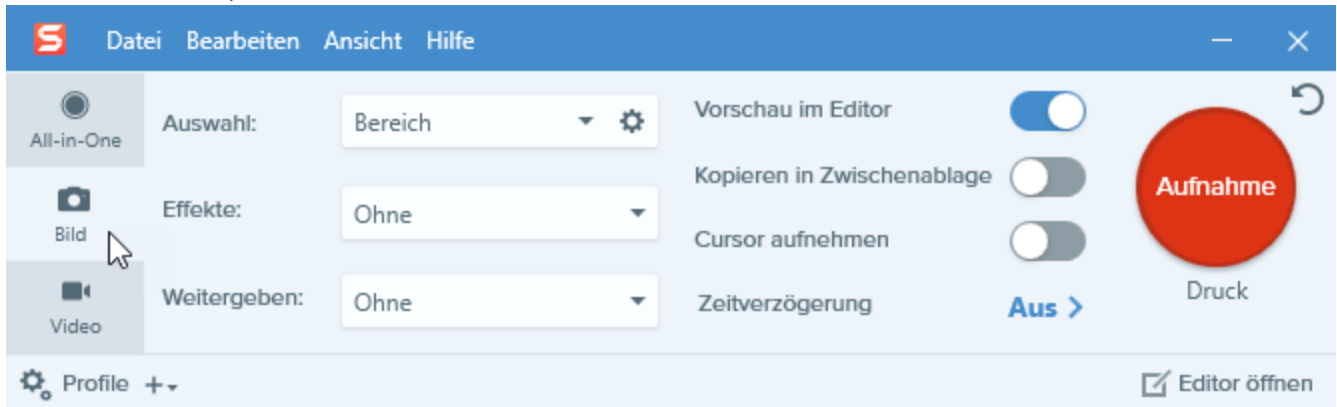 S Datei Bearbeiten Ansicht Hilfe
All-in-One
Bild
Video
Auswahl: Bereich
Effekte: Ohne
Weitergeben: Ohne
Vorschau im Editor
Kopieren in Zwischenablage
Cursor aufnehmen
Zeitverzögerung Aus >
Aufnahme
Druck
Profile +
Editor öffnen